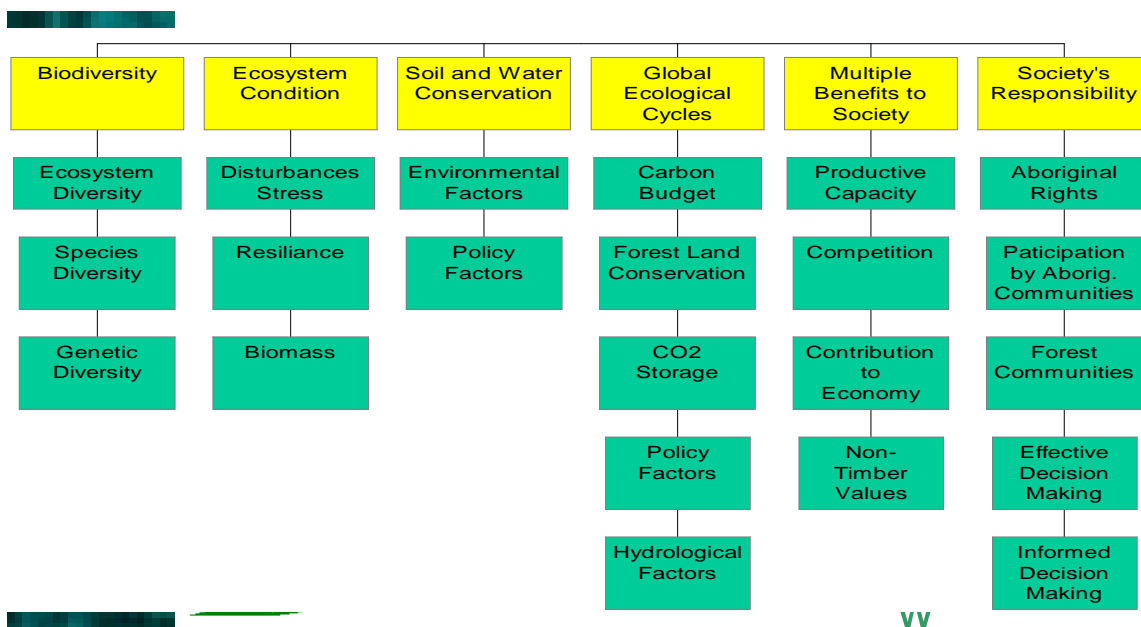 Biodiversity
Ecosystem
Condition
Soil and Water
Conservation
Global
Ecological
Cycles
Multiple
Benefits to
Society
Society's
Responsibility
Ecosystem
Diversity
Disturbances
Stress
Environmental
Factors
Carbon
Budget
Productive
Capacity
Aboriginal
Rights
Species
Diversity
Resiliance
Policy
Factors
Forest Land
Conservation
Competition
Paticipation
by Aborig.
Communities
Genetic
Diversity
Biomass
CO2
Storage
Contribution
to
Economy
Forest
Communities
Policy
Factors
Non-
Timber
Values
Effective
Decision
Making
Hydrological
Factors
Informed
Decision
Making